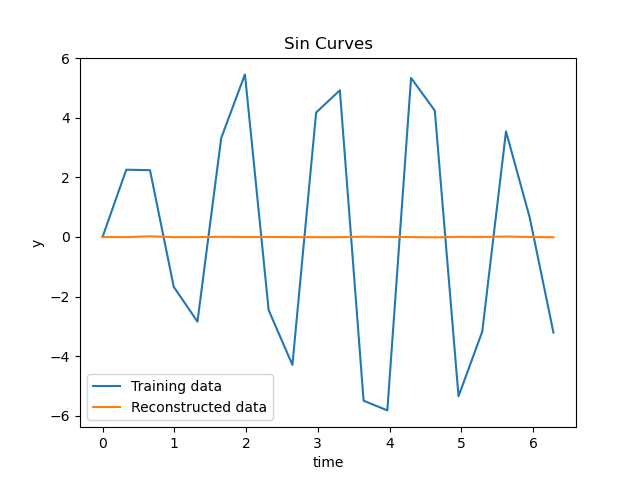 Sin Curves
6
4
2
0
−2
−4
−6
y
Training data
Reconstructed data
0 1 2 3 4 5 6
time